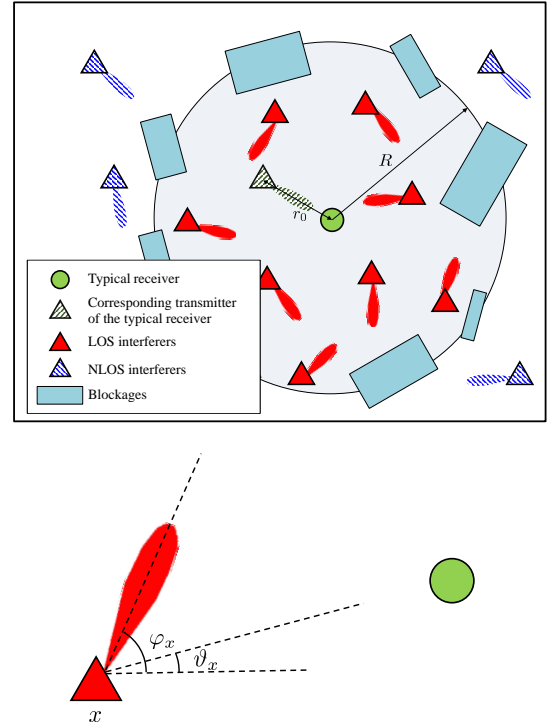 R
r₀
Typical receiver
Corresponding transmitter
of the typical receiver
LOS interferers
NLOS interferers
Blockages
φₓ
ϑₓ
x